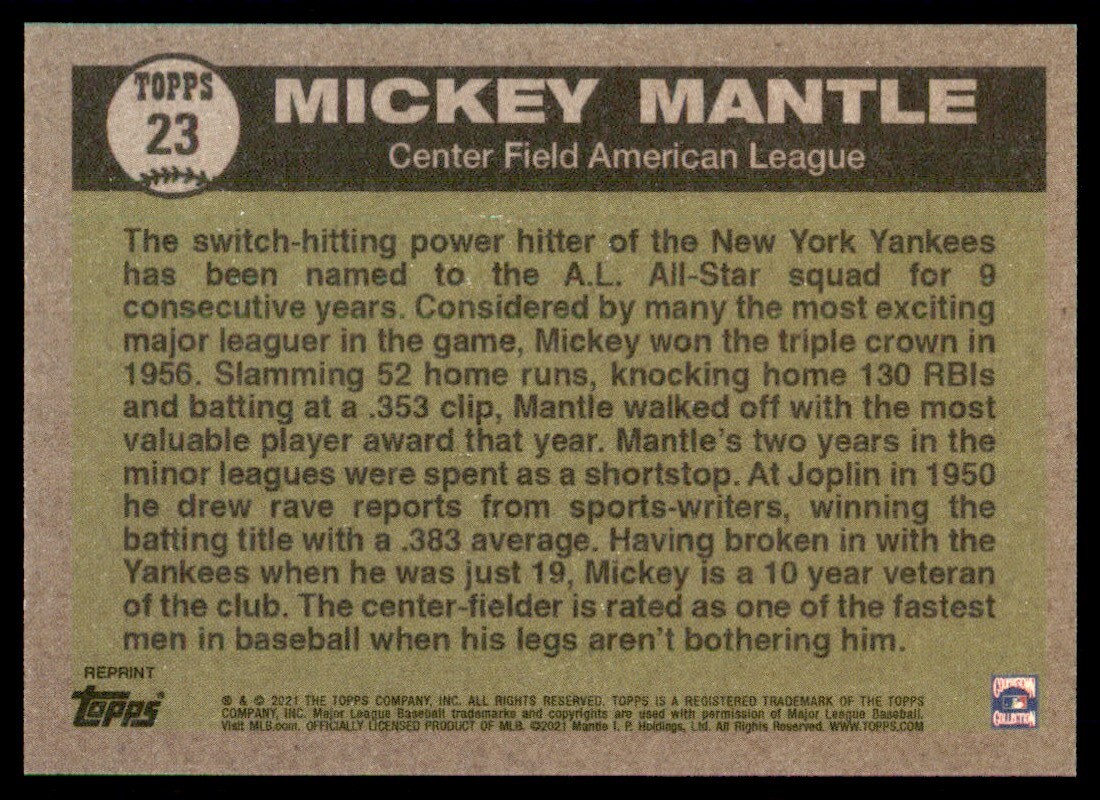 TOPPS
23
MICKEY MANTLE
Center Field American League
The switch-hitting power hitter of the New York Yankees
has been named to the A.L. All-Star squad for 9
consecutive years. Considered by many the most exciting
major leaguer in the game, Mickey won the triple crown in
1956. Slamming 52 home runs, knocking home 130 RBIs
and batting at a .353 clip, Mantle walked off with the most
valuable player award that year. Mantle's two years in the
minor leagues were spent as a shortstop. At Joplin in 1950
he drew rave reports from sports-writers, winning the
batting title with a .383 average. Having broken in with the
Yankees when he was just 19, Mickey is a 10 year veteran
of the club. The center-fielder is rated as one of the fastest
men in baseball when his legs aren't bothering him.
REPRINT
topps®
® & © 2021 THE TOPPS COMPANY, INC. ALL RIGHTS RESERVED. TOPPS IS A REGISTERED TRADEMARK OF THE TOPPS
COMPANY, INC. Major League Baseball trademarks and copyrights are used with permission of Major League Baseball.
Visit MLB.com. OFFICIALLY LICENSED PRODUCT OF MLB. ©2021 Mantle I. P. Holdings, Ltd. All Rights Reserved. WWW.TOPPS.COM
COOPERSTOWN
COLLECTION